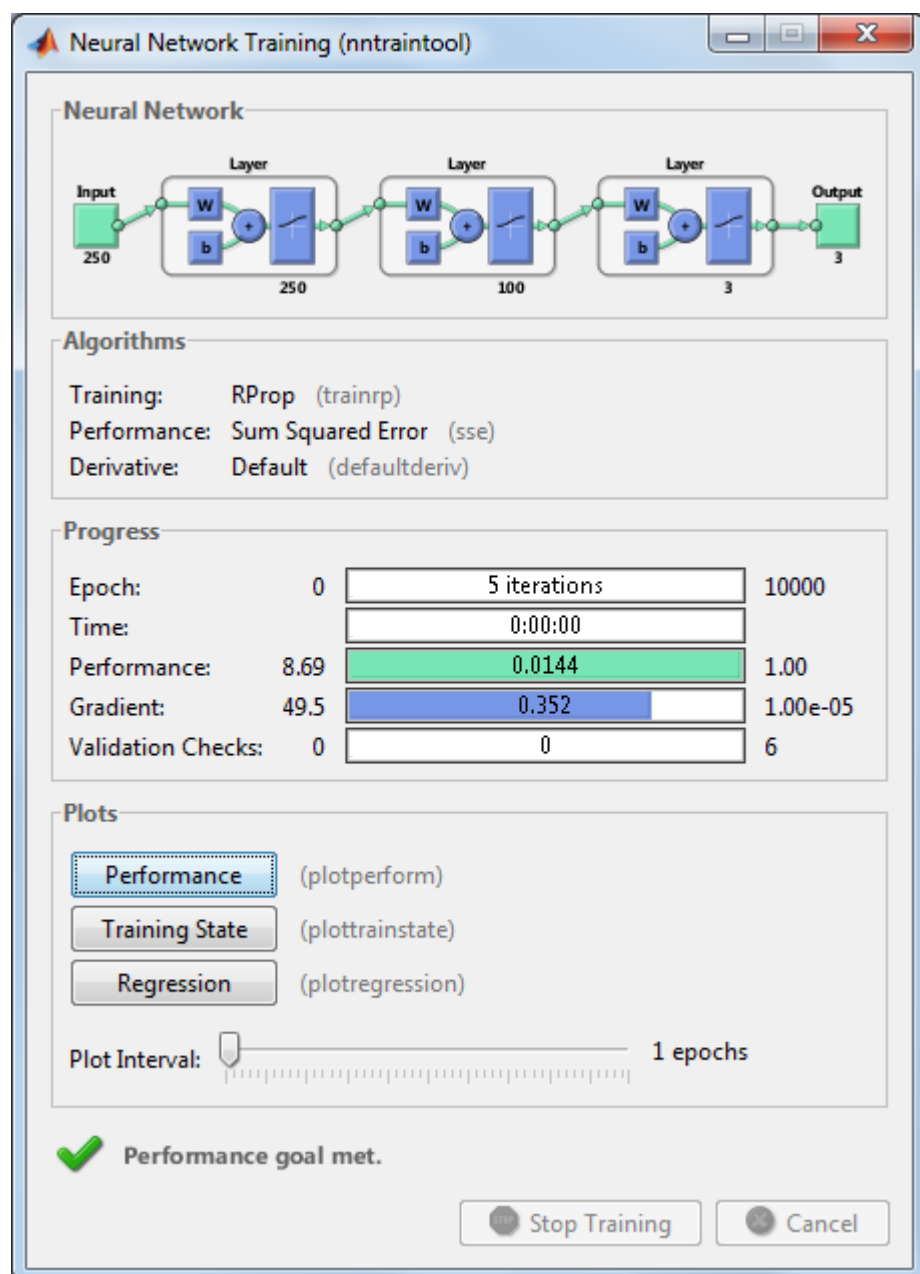 Neural Network Training (nntraintool)
Neural Network
Layer Layer Layer
Input Output
W W W
+ + +
b b b
250 3
250 100 3
Algorithms
Training: RProp (trainrp)
Performance: Sum Squared Error (sse)
Derivative: Default (defaultderiv)
Progress
Epoch: 0 5 iterations 10000
Time: 0:00:00
Performance: 8.69 0.0144 1.00
Gradient: 49.5 0.352 1.00e-05
Validation Checks: 0 0 6
Plots
Performance (plotperform)
Training State (plottrainstate)
Regression (plotregression)
Plot Interval: 1 epochs
Performance goal met.
STOP Stop Training Cancel